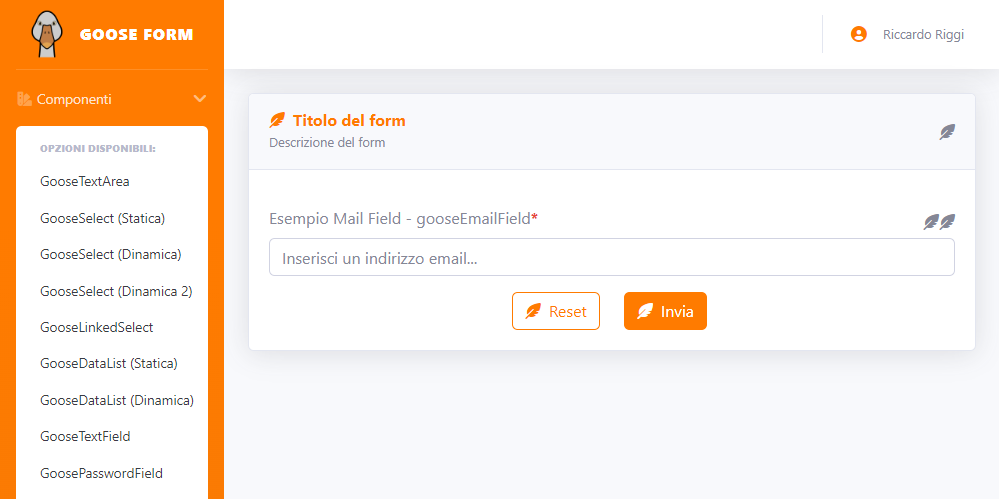 GOOSE FORM
Riccardo Riggi
Componenti
OPZIONI DISPONIBILI:
GooseTextArea
GooseSelect (Statica)
GooseSelect (Dinamica)
GooseSelect (Dinamica 2)
GooseLinkedSelect
GooseDataList (Statica)
GooseDataList (Dinamica)
GooseTextField
GoosePasswordField
Titolo del form
Descrizione del form
Esempio Mail Field - gooseEmailField*
Inserisci un indirizzo email...
Reset
Invia